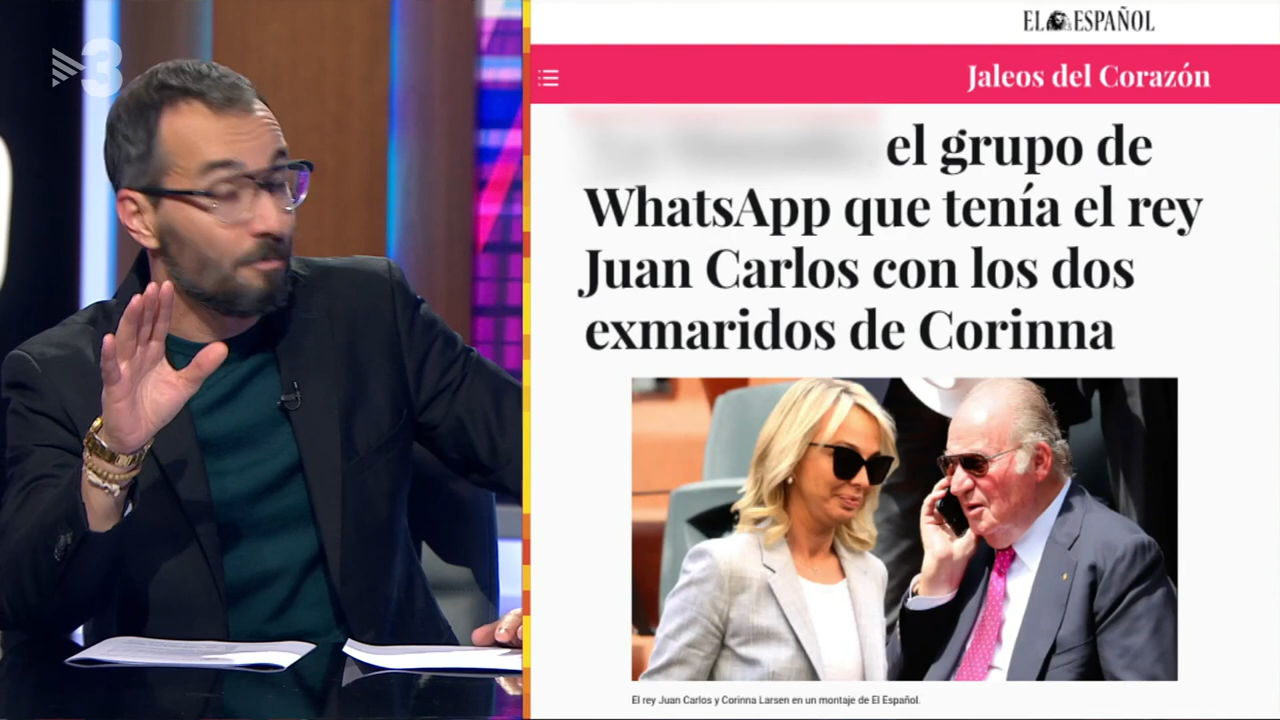 3
EL ESPAÑOL
Jaleos del Corazón
el grupo de
WhatsApp que tenía el rey
Juan Carlos con los dos
exmaridos de Corinna
El rey Juan Carlos y Corinna Larsen en un montaje de El Español.